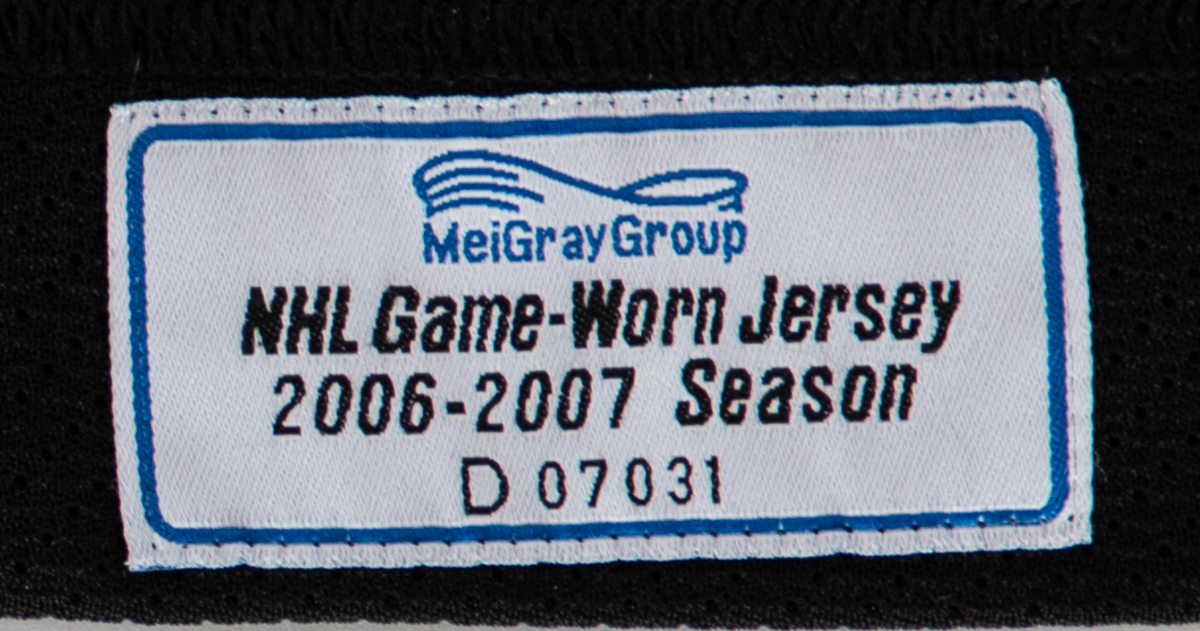 MeiGrayGroup
NHL Game-Worn Jersey
2006-2007 Season
D 07031